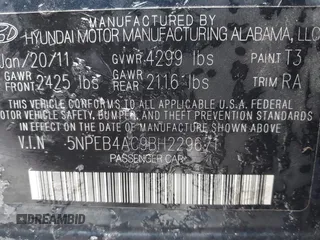 MANUFACTURED BY
HYUNDAI MOTOR MANUFACTURING ALABAMA, LLC
Jan/20/11 GVWR 4299 lbs PAINT T3
GAWR FRONT 2425 lbs GAWR REAR 2116 lbs TRIM RA
THIS VEHICLE CONFORMS TO ALL APPLICABLE U.S.
FEDERAL MOTOR VEHICLE SAFETY BUMPER
AND THEFT PREVENTION STANDARDS IN EFFECT ON
THE DATE OF MANUFACTURE SHOWN ABOVE.
V.I.N 5NPEB4AC9BH229671
PASSENGER CAR
DREAMBID